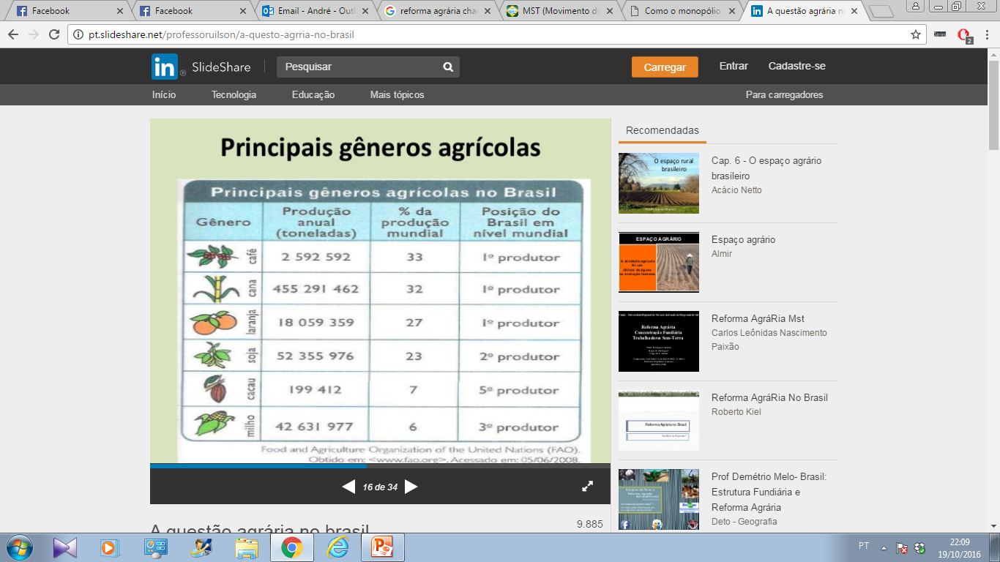 Facebook
Facebook
Email - André - Outl
reforma agrária cha
MST (Movimento do
Como o monopólio
A questão agrária n
pt.slideshare.net/professoruilson/a-questo-agrria-no-brasil
2
in ® SlideShare
Pesquisar
Carregar
Entrar
Cadastre-se
Início
Tecnologia
Educação
Mais tópicos
Para carregadores
Principais gêneros agrícolas
Principais gêneros agrícolas no Brasil
Gênero
Produção
anual
(toneladas)
% da
produção
mundial
Posição do
Brasil em
nível mundial
café
2 592 592
33
1º produtor
cana
455 291 462
32
1º produtor
laranja
18 059 359
27
1º produtor
soja
52 355 976
23
2º produtor
cacau
199 412
7
5º produtor
milho
42 631 977
6
3º produtor
Food and Agriculture Organization of the United Nations (FAO).
Obtido em: <www.fao.org>. Acessado em: 05/06/2008.
16 de 34
A questão agrária no brasil
9.885
Recomendadas
O espaço rural
brasileiro
Cap. 6 - O espaço agrário
brasileiro
Acácio Netto
ESPAÇO AGRÁRIO
Espaço agrário
Almir
Reforma Agrária
Concentração Fundiária
Trabalhadores Sem-Terra
Reforma AgráRia Mst
Carlos Leônidas Nascimento
Paixão
Reforma Agrária no Brasil
Reforma AgráRia No Brasil
Roberto Kiel
Prof Demétrio Melo- Brasil:
Estrutura Fundiária e
Reforma Agrária
Deto - Geografia
PT
22:09
19/10/2016